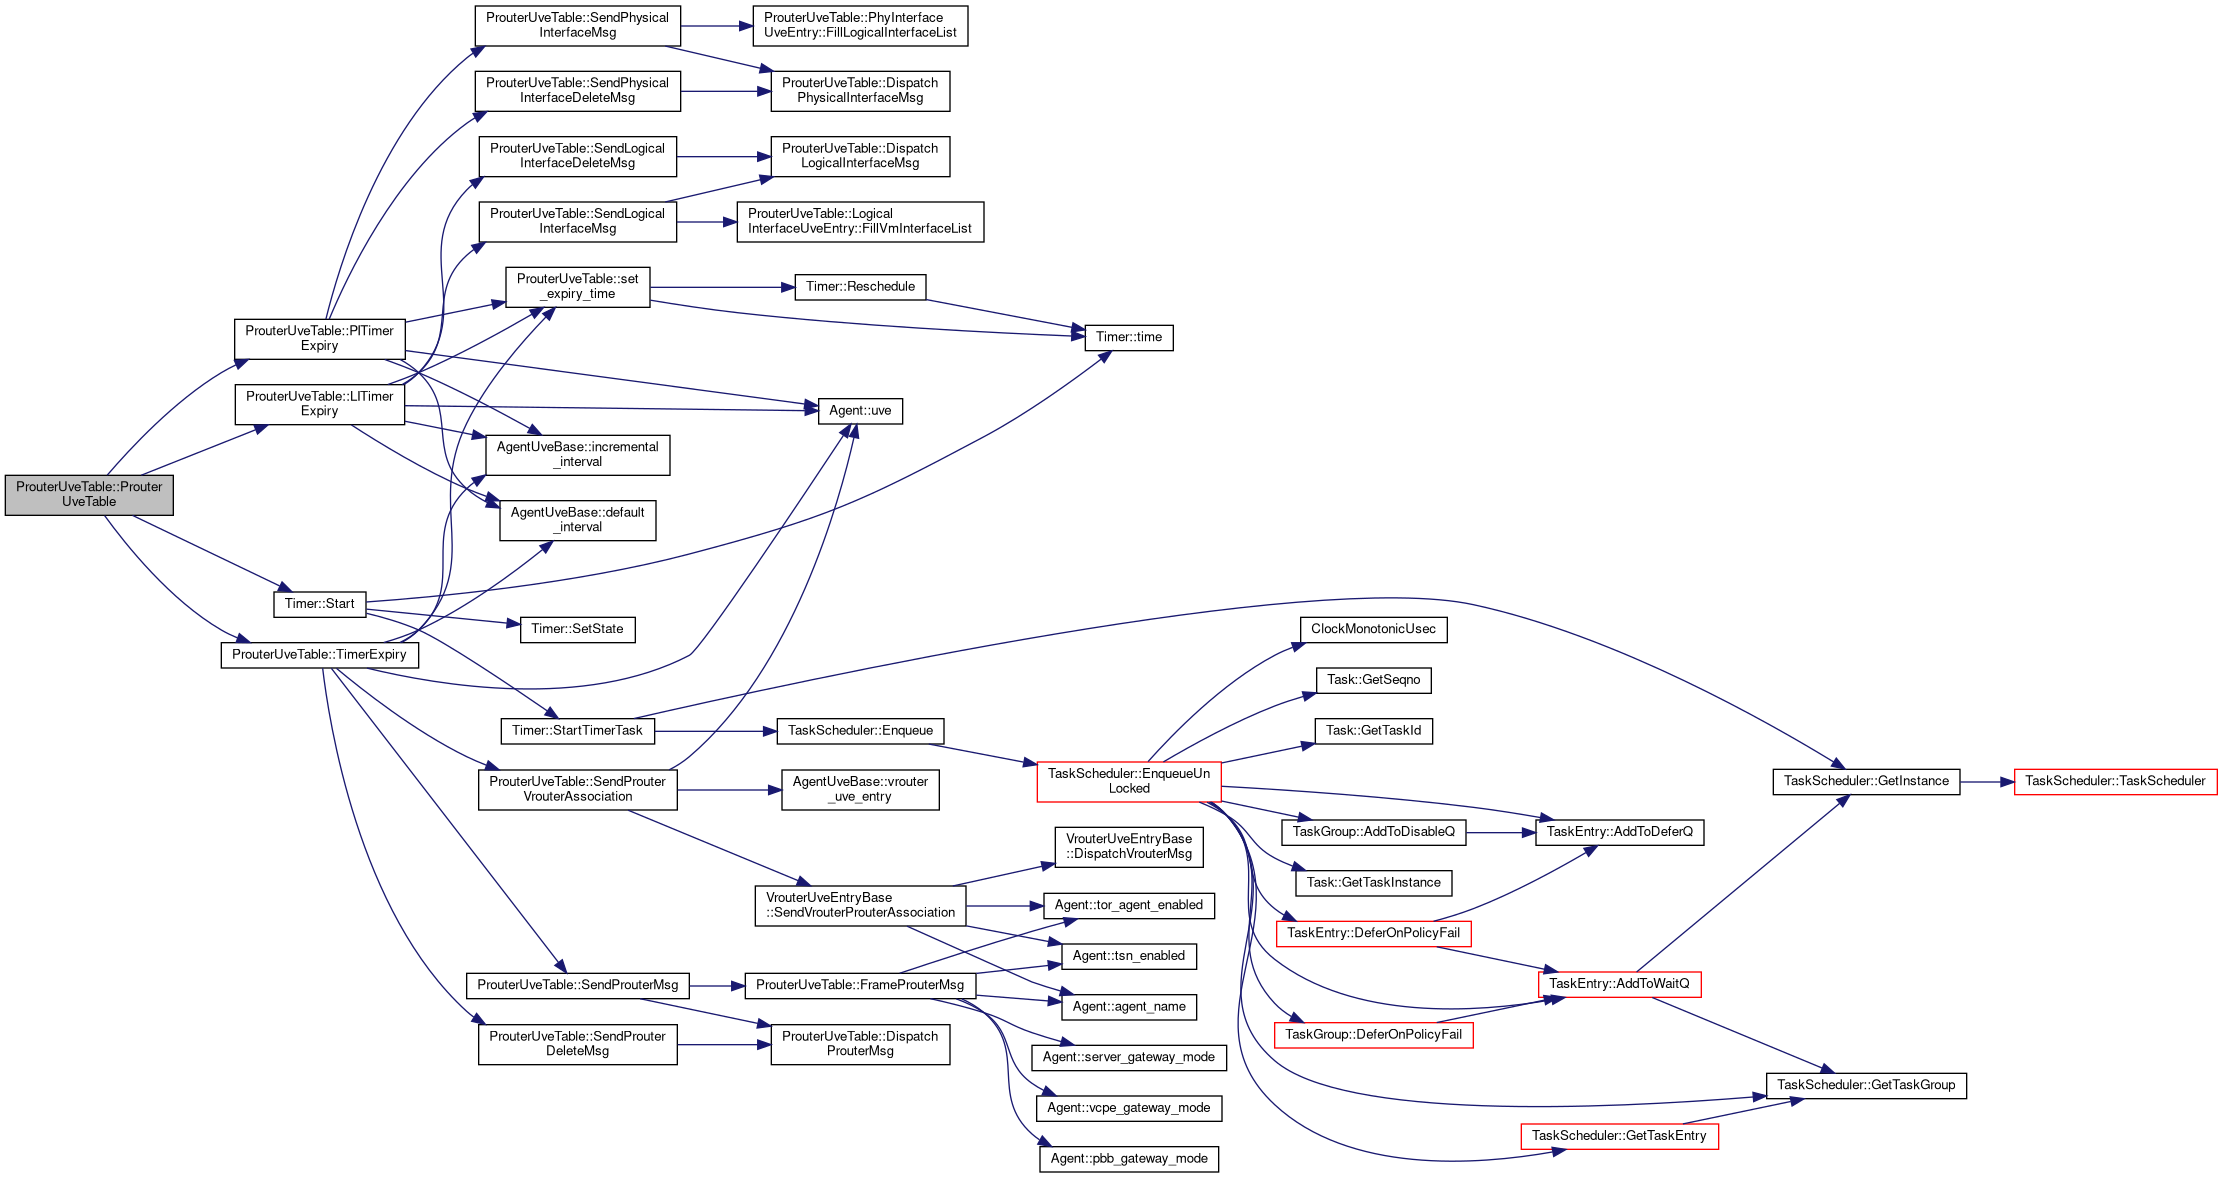 ProuterUveTable::Prouter
UveTable
ProuterUveTable::PITimer
Expiry
ProuterUveTable::LITimer
Expiry
Timer::Start
ProuterUveTable::TimerExpiry
ProuterUveTable::SendPhysical
InterfaceMsg
ProuterUveTable::SendPhysical
InterfaceDeleteMsg
ProuterUveTable::SendLogical
InterfaceDeleteMsg
ProuterUveTable::SendLogical
InterfaceMsg
ProuterUveTable::set
_expiry_time
AgentUveBase::incremental
_interval
AgentUveBase::default
_interval
Timer::SetState
Timer::StartTimerTask
ProuterUveTable::SendProuter
VrouterAssociation
ProuterUveTable::SendProuterMsg
ProuterUveTable::SendProuter
DeleteMsg
ProuterUveTable::PhyInterface
UveEntry::FillLogicalInterfaceList
ProuterUveTable::Dispatch
PhysicalInterfaceMsg
ProuterUveTable::Dispatch
LogicalInterfaceMsg
ProuterUveTable::Logical
InterfaceUveEntry::FillVmInterfaceList
Timer::Reschedule
Agent::uve
TaskScheduler::Enqueue
AgentUveBase::vrouter
_uve_entry
VrouterUveEntryBase
::SendVrouterProuterAssociation
ProuterUveTable::FrameProuterMsg
ProuterUveTable::Dispatch
ProuterMsg
Timer::time
TaskScheduler::EnqueueUn
Locked
VrouterUveEntryBase
::DispatchVrouterMsg
Agent::tor_agent_enabled
Agent::tsn_enabled
Agent::agent_name
Agent::server_gateway_mode
Agent::vcpe_gateway_mode
Agent::pbb_gateway_mode
ClockMonotonicUsec
Task::GetSeqno
Task::GetTaskId
TaskGroup::AddToDisableQ
Task::GetTaskInstance
TaskEntry::DeferOnPolicyFail
TaskGroup::DeferOnPolicyFail
TaskEntry::AddToDeferQ
TaskEntry::AddToWaitQ
TaskScheduler::GetTaskEntry
TaskScheduler::GetInstance
TaskScheduler::GetTaskGroup
TaskScheduler::TaskScheduler